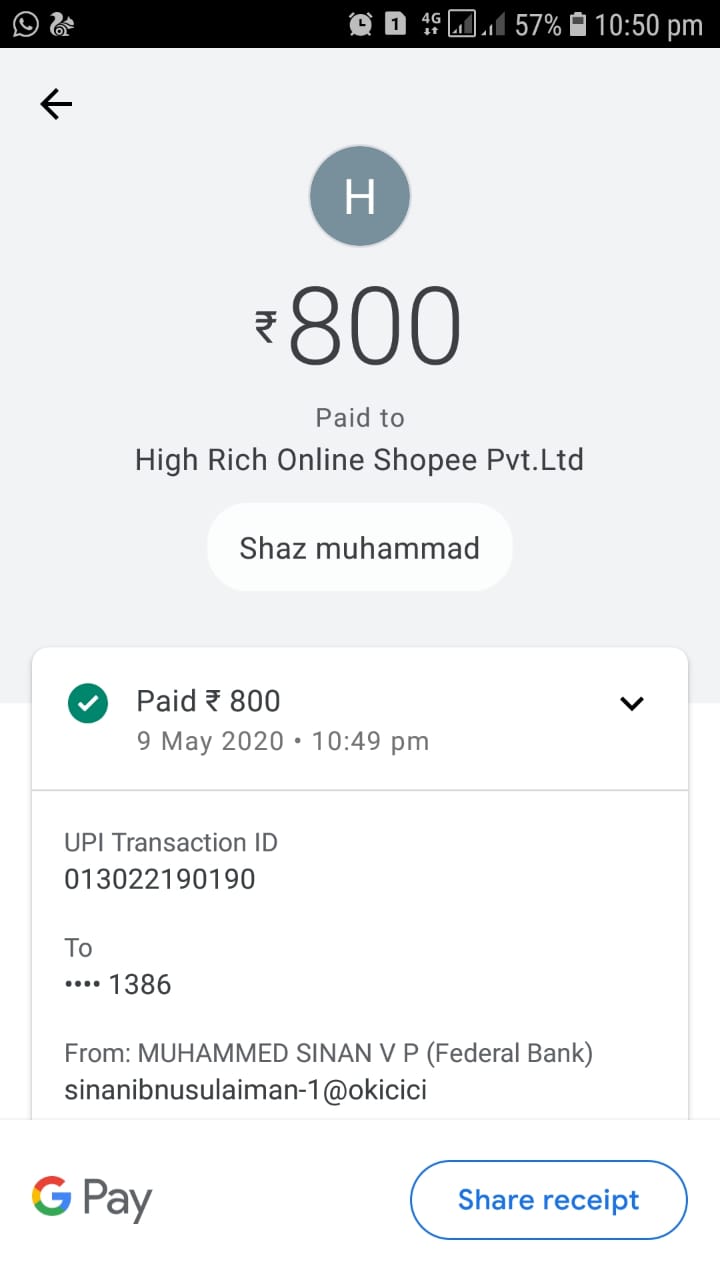 1 4G 57% 10:50 pm
H
₹800
Paid to
High Rich Online Shopee Pvt.Ltd
Shaz muhammad
Paid ₹ 800
9 May 2020 • 10:49 pm
UPI Transaction ID
013022190190
To
•••• 1386
From: MUHAMMED SINAN V P (Federal Bank)
sinanibnusulaiman-1@okicici
G Pay
Share receipt